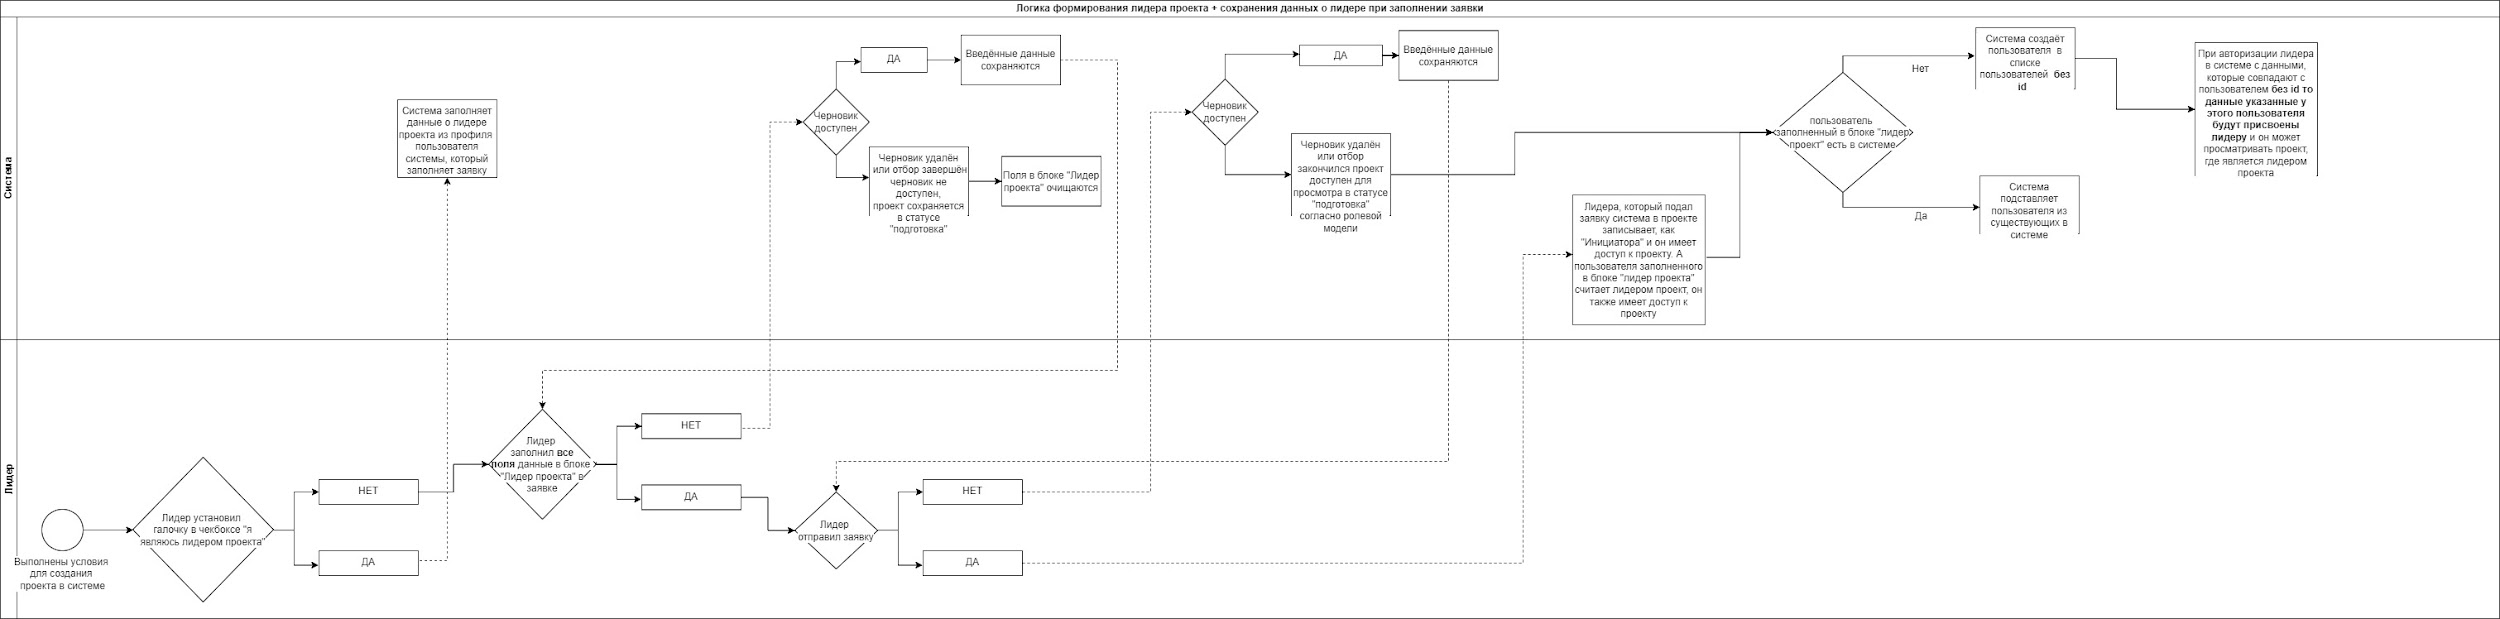 Логика формирования лидера проекта + сохранения данных о лидере при заполнении заявки
Система
Система заполняет
данные о лидере
проекта из профиля
пользователя
системы, который
заполняет заявку
Черновик
доступен
ДА
Введённые данные
сохраняются
Черновик удалён
или отбор завершён
черновик не
доступен,
проект сохраняется
в статусе
"подготовка"
Поля в блоке "Лидер
проекта" очищаются
Черновик
доступен
ДА
Введённые данные
сохраняются
Черновик удалён
или отбор
закончился проект
доступен для
просмотра в статусе
"подготовка"
согласно ролевой
модели
Лидера, который подал
заявку система в проекте
записывает, как
"Инициатора" и он имеет
доступ к проекту. А
пользователя заполненного
в блоке "лидер проекта"
считает лидером проект, он
также имеет доступ к
проекту
пользователь
заполненный в блоке "лидер
проект" есть в системе
Нет
Система создаёт
пользователя в
списке
пользователей без
id
При авторизации лидера
в системе с данными,
которые совпадают с
пользователем без id то
данные указанные у
этого пользователя
будут присвоены
лидеру и он может
просматривать проект,
где является лидером
проекта
Да
Система
подставляет
пользователя из
существующих в
системе
Лидер
Выполнены условия
для создания
проекта в системе
Лидер установил
галочку в чекбоксе "я
являюсь лидером проекта"
НЕТ
ДА
Лидер
заполнил все
поля данные в блоке
"Лидер проекта" в
заявке
НЕТ
ДА
Лидер
отправил заявку
НЕТ
ДА